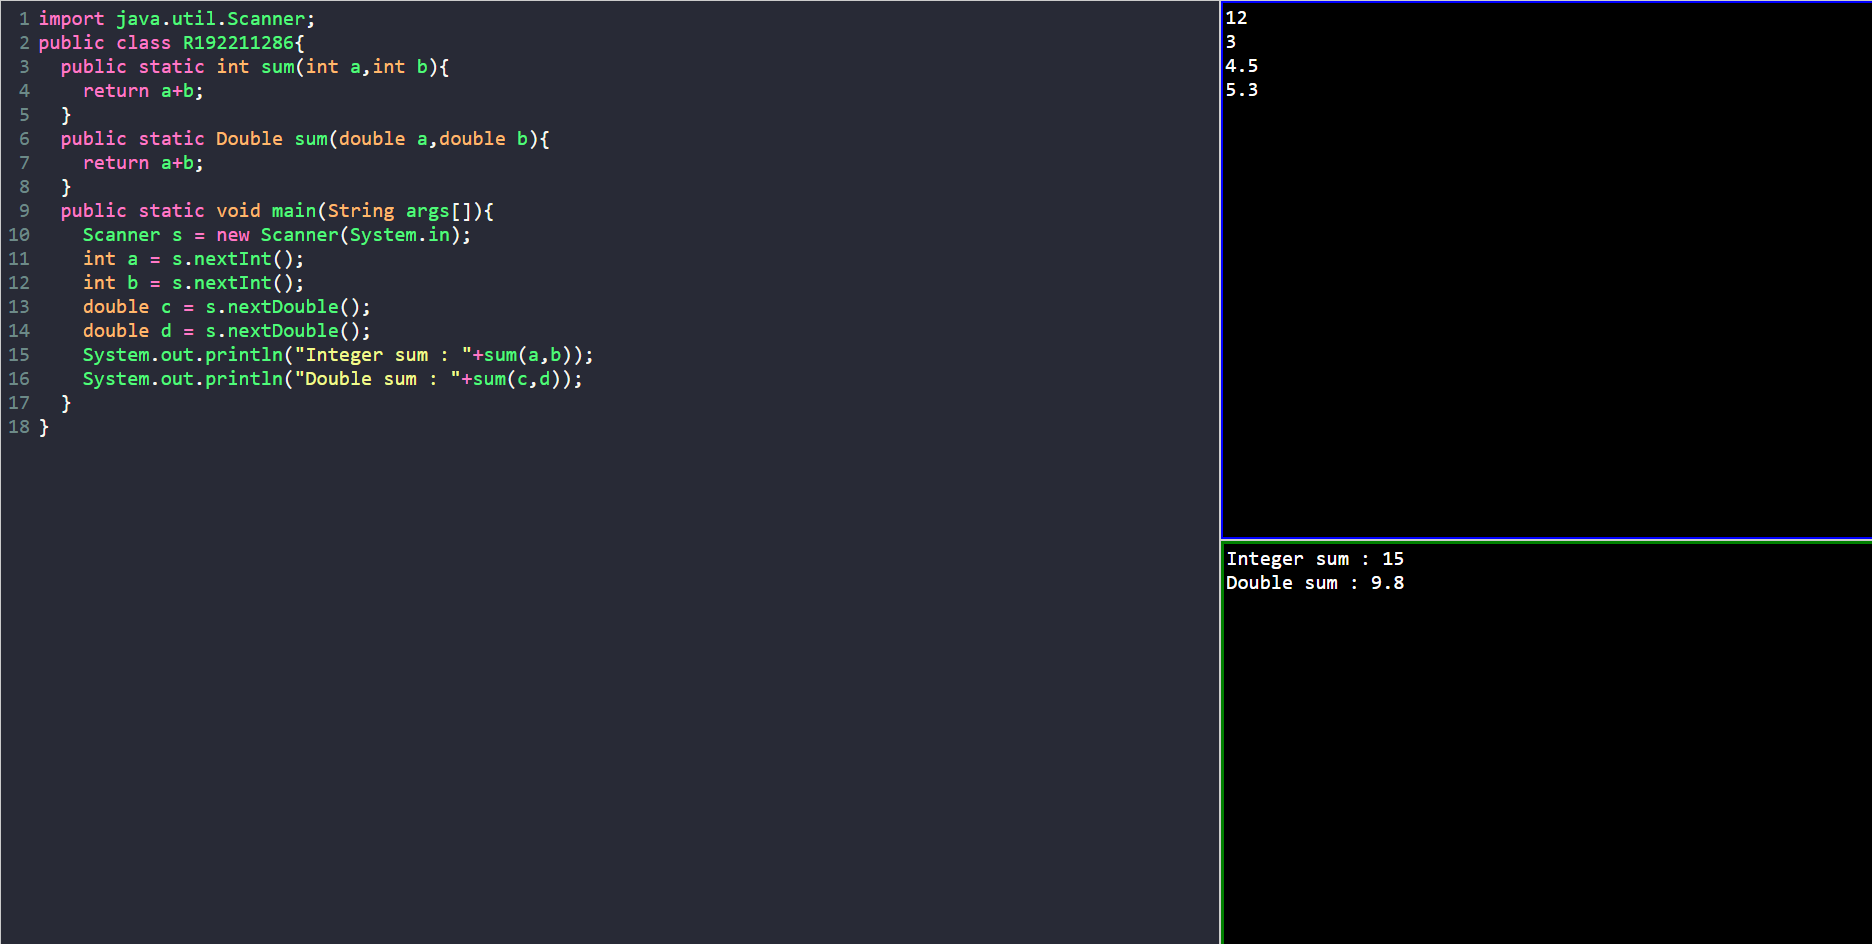 1 import java.util.Scanner;
2 public class R192211286{
3   public static int sum(int a,int b){
4     return a+b;
5   }
6   public static Double sum(double a,double b){
7     return a+b;
8   }
9   public static void main(String args[]){
10     Scanner s = new Scanner(System.in);
11     int a = s.nextInt();
12     int b = s.nextInt();
13     double c = s.nextDouble();
14     double d = s.nextDouble();
15     System.out.println("Integer sum : "+sum(a,b));
16     System.out.println("Double sum : "+sum(c,d));
17   }
18 }
12
3
4.5
5.3
Integer sum : 15
Double sum : 9.8